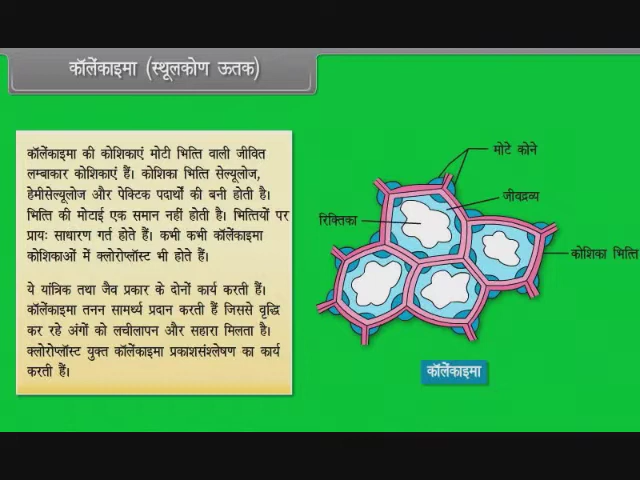 कॉलेंकाइमा (स्थूलकोण ऊतक)
कॉलेंकाइमा की कोशिकाएं मोटी भित्ति वाली जीवित
लम्बाकार कोशिकाएं हैं। कोशिका भित्ति सेल्यूलोज,
हेमीसेल्यूलोज और पेक्टिक पदार्थों की बनी होती है।
भित्ति की मोटाई एक समान नहीं होती है। भित्तियों पर
प्रायः साधारण गर्त होते हैं। कभी कभी कॉलेंकाइमा
कोशिकाओं में क्लोरोप्लॉस्ट भी होते हैं।
ये यांत्रिक तथा जैव प्रकार के दोनों कार्य करती हैं।
कॉलेंकाइमा तनन सामर्थ्य प्रदान करती हैं जिससे वृद्धि
कर रहे अंगों को लचीलापन और सहारा मिलता है।
क्लोरोप्लॉस्ट युक्त कॉलेंकाइमा प्रकाशसंश्लेषण का कार्य
करती हैं।
मोटे कोने
जीवद्रव्य
रिक्तिका
कोशिका भित्ति
कॉलेंकाइमा